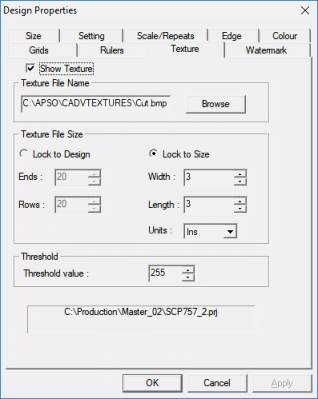 Design Properties
Size Setting Scale/Repeats Edge Colour
Grids Rulers Texture Watermark
Show Texture
Texture File Name
C:\APSO\CADVTEXTURES\Cut.bmp Browse
Texture File Size
Lock to Design Lock to Size
Ends : 20 Width : 3
Rows : 20 Length : 3
Units : Ins
Threshold
Threshold value : 255
C:\Production\Master_02\SCP757_2.prj
OK Cancel Apply